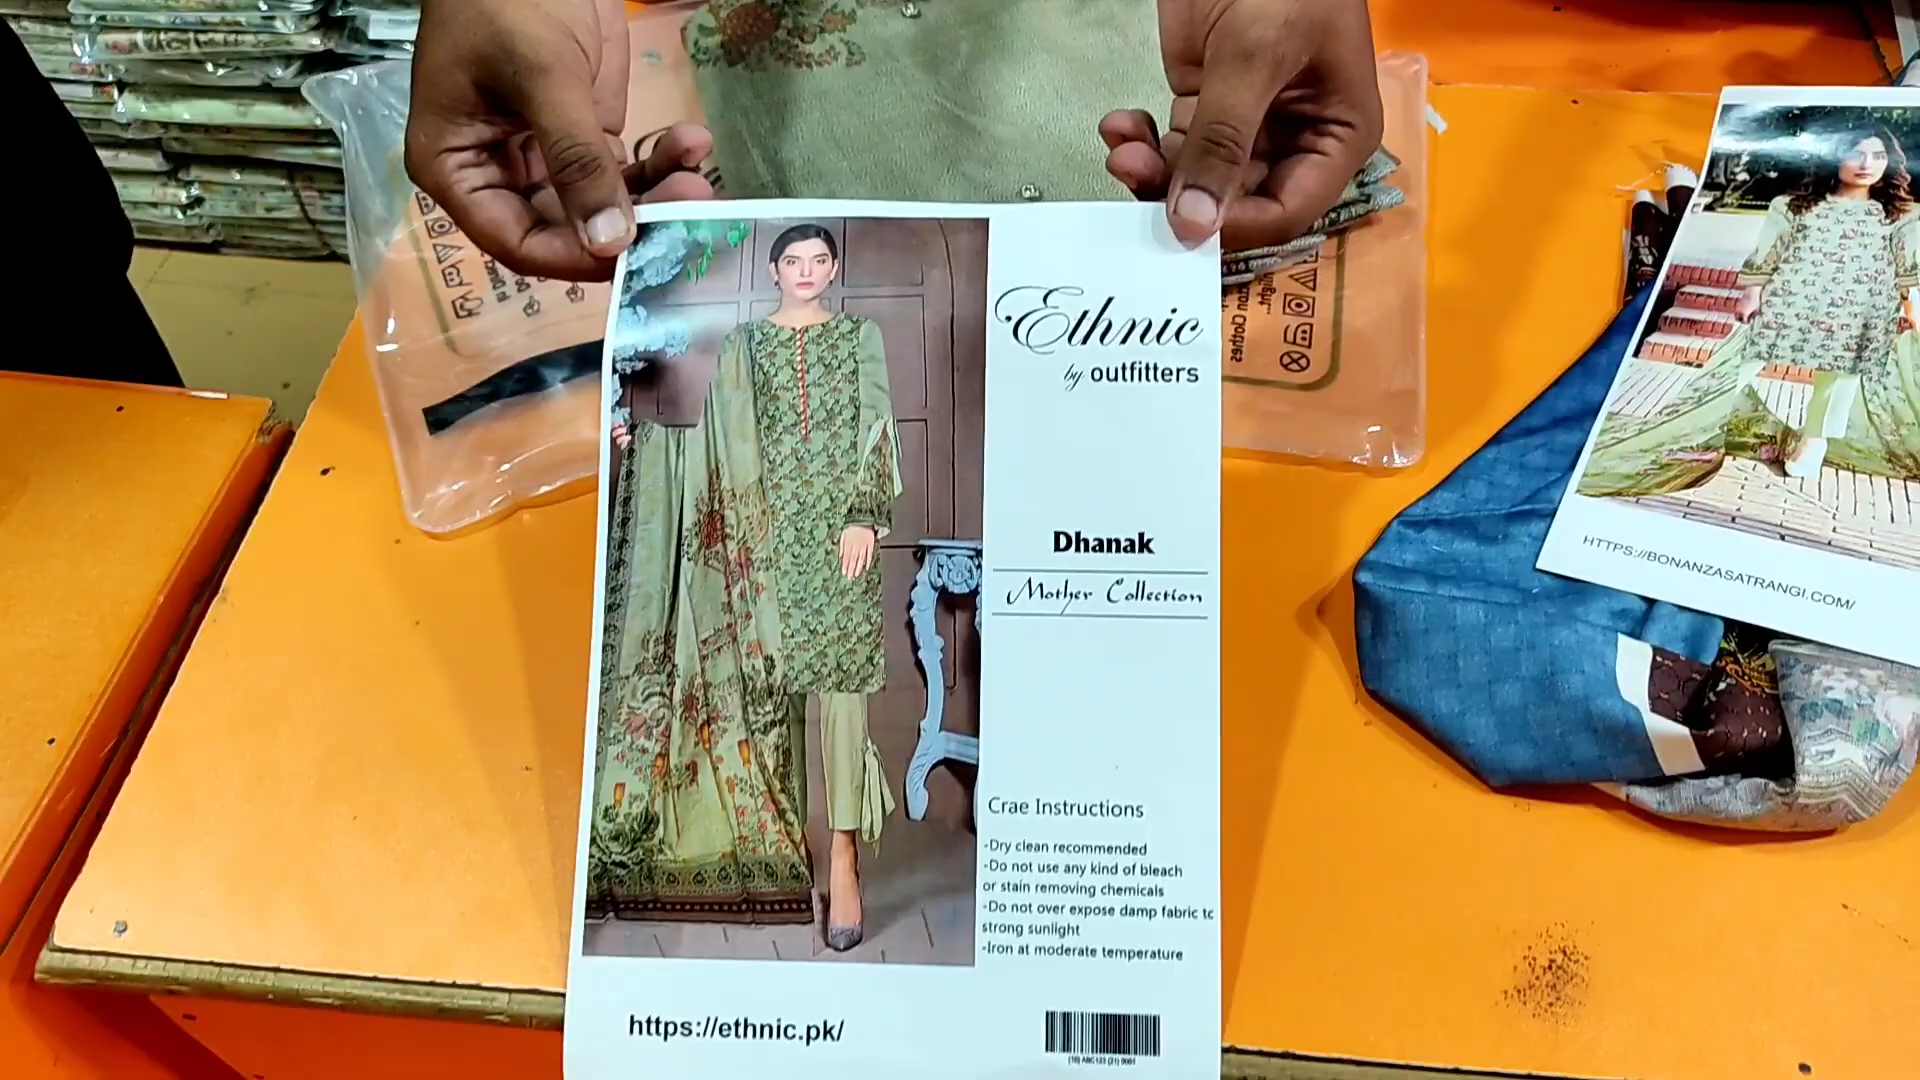 Ethnic
by outfitters
Dhanak
Mother Collection
Crae Instructions
-Dry clean recommended
-Do not use any kind of bleach
or stain removing chemicals
-Do not over expose damp fabric to
strong sunlight
-Iron at moderate temperature
https://ethnic.pk/
HTTPS://BONANZASATRANGI.COM/